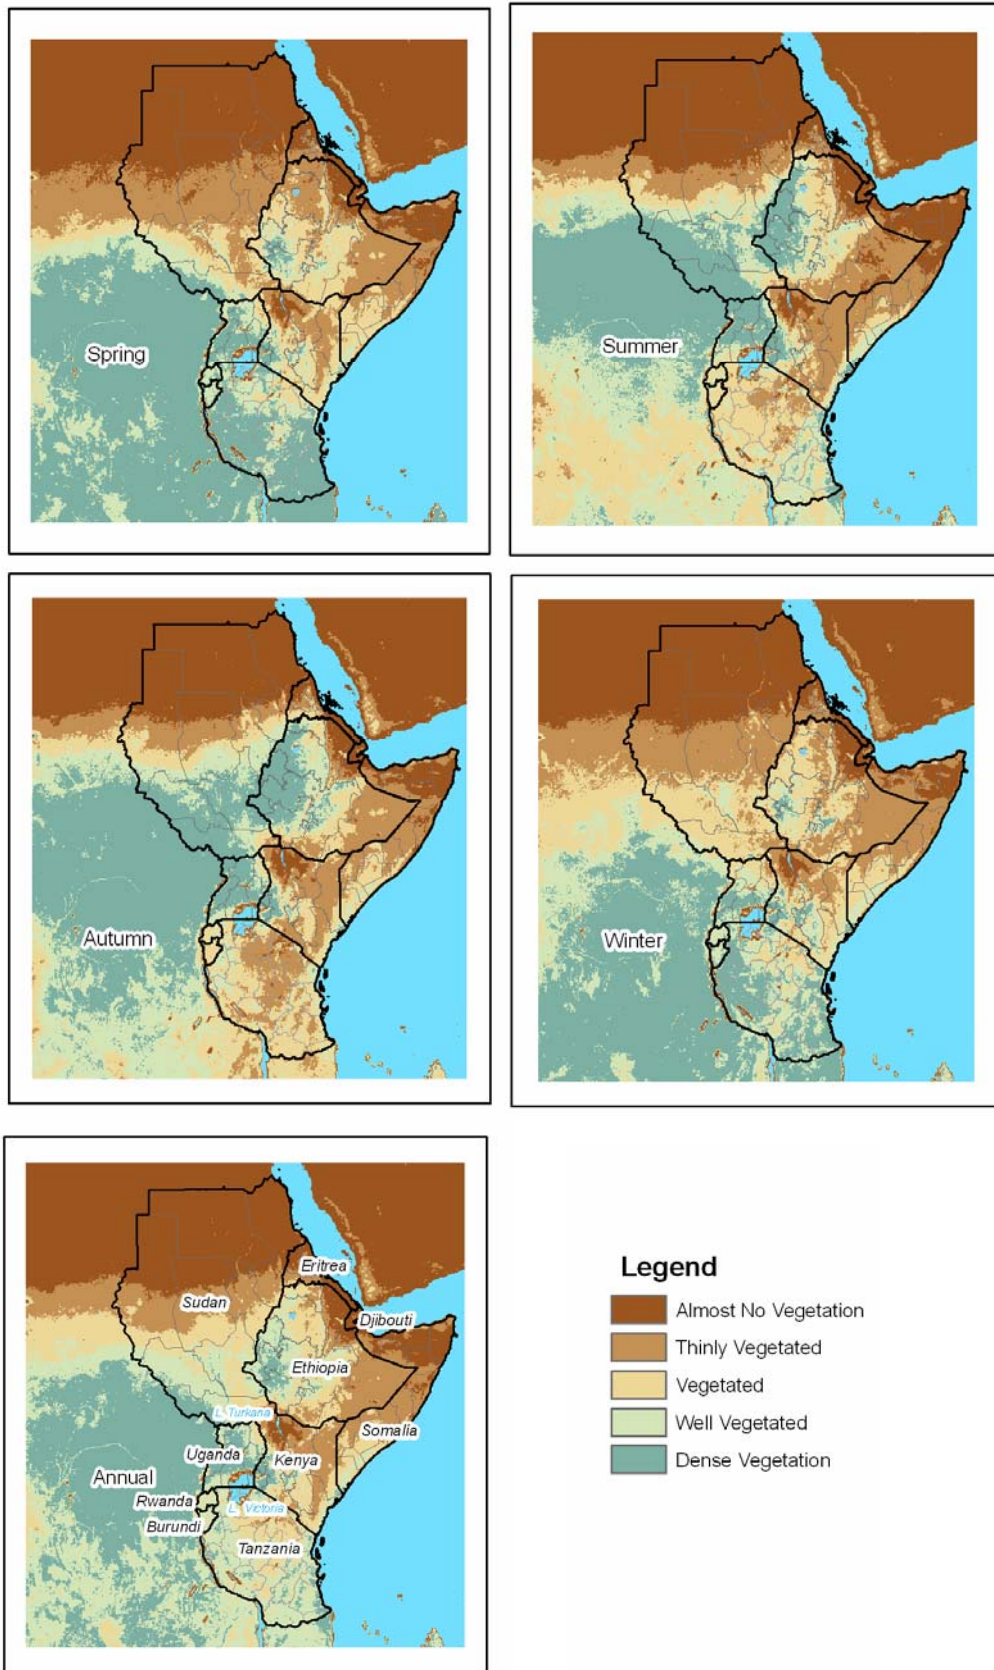 Spring
Summer
Autumn
Winter
Eritrea
Sudan
Djibouti
Ethiopia
L. Turkana
Somalia
Uganda
Kenya
Annual
Rwanda
L. Victoria
Burundi
Tanzania
Legend
Almost No Vegetation
Thinly Vegetated
Vegetated
Well Vegetated
Dense Vegetation